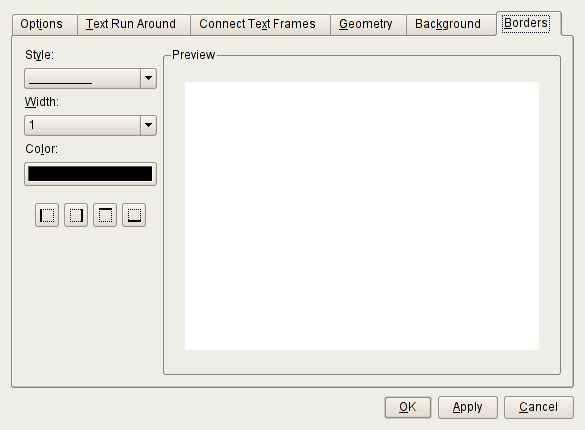 Options Text Run Around Connect Text Frames Geometry Background Borders
Style:
Preview
Width:
1
Color:
OK Apply Cancel